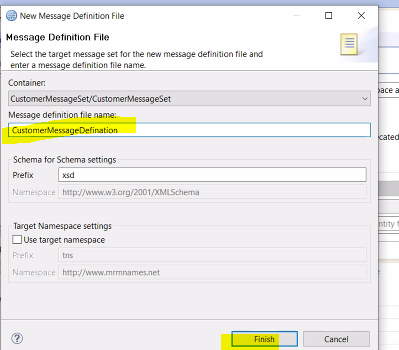 New Message Definition File
Message Definition File
Select the target message set for the new message definition file and
enter a message definition file name.
Container:
CustomerMessageSet/CustomerMessageSet
Message definition file name:
CustomerMessageDefination
Schema for Schema settings
Prefix xsd
Namespace http://www.w3.org/2001/XMLSchema
Target Namespace settings
Use target namespace
Prefix tns
Namespace http://www.mrmnames.net
? Finish Cancel